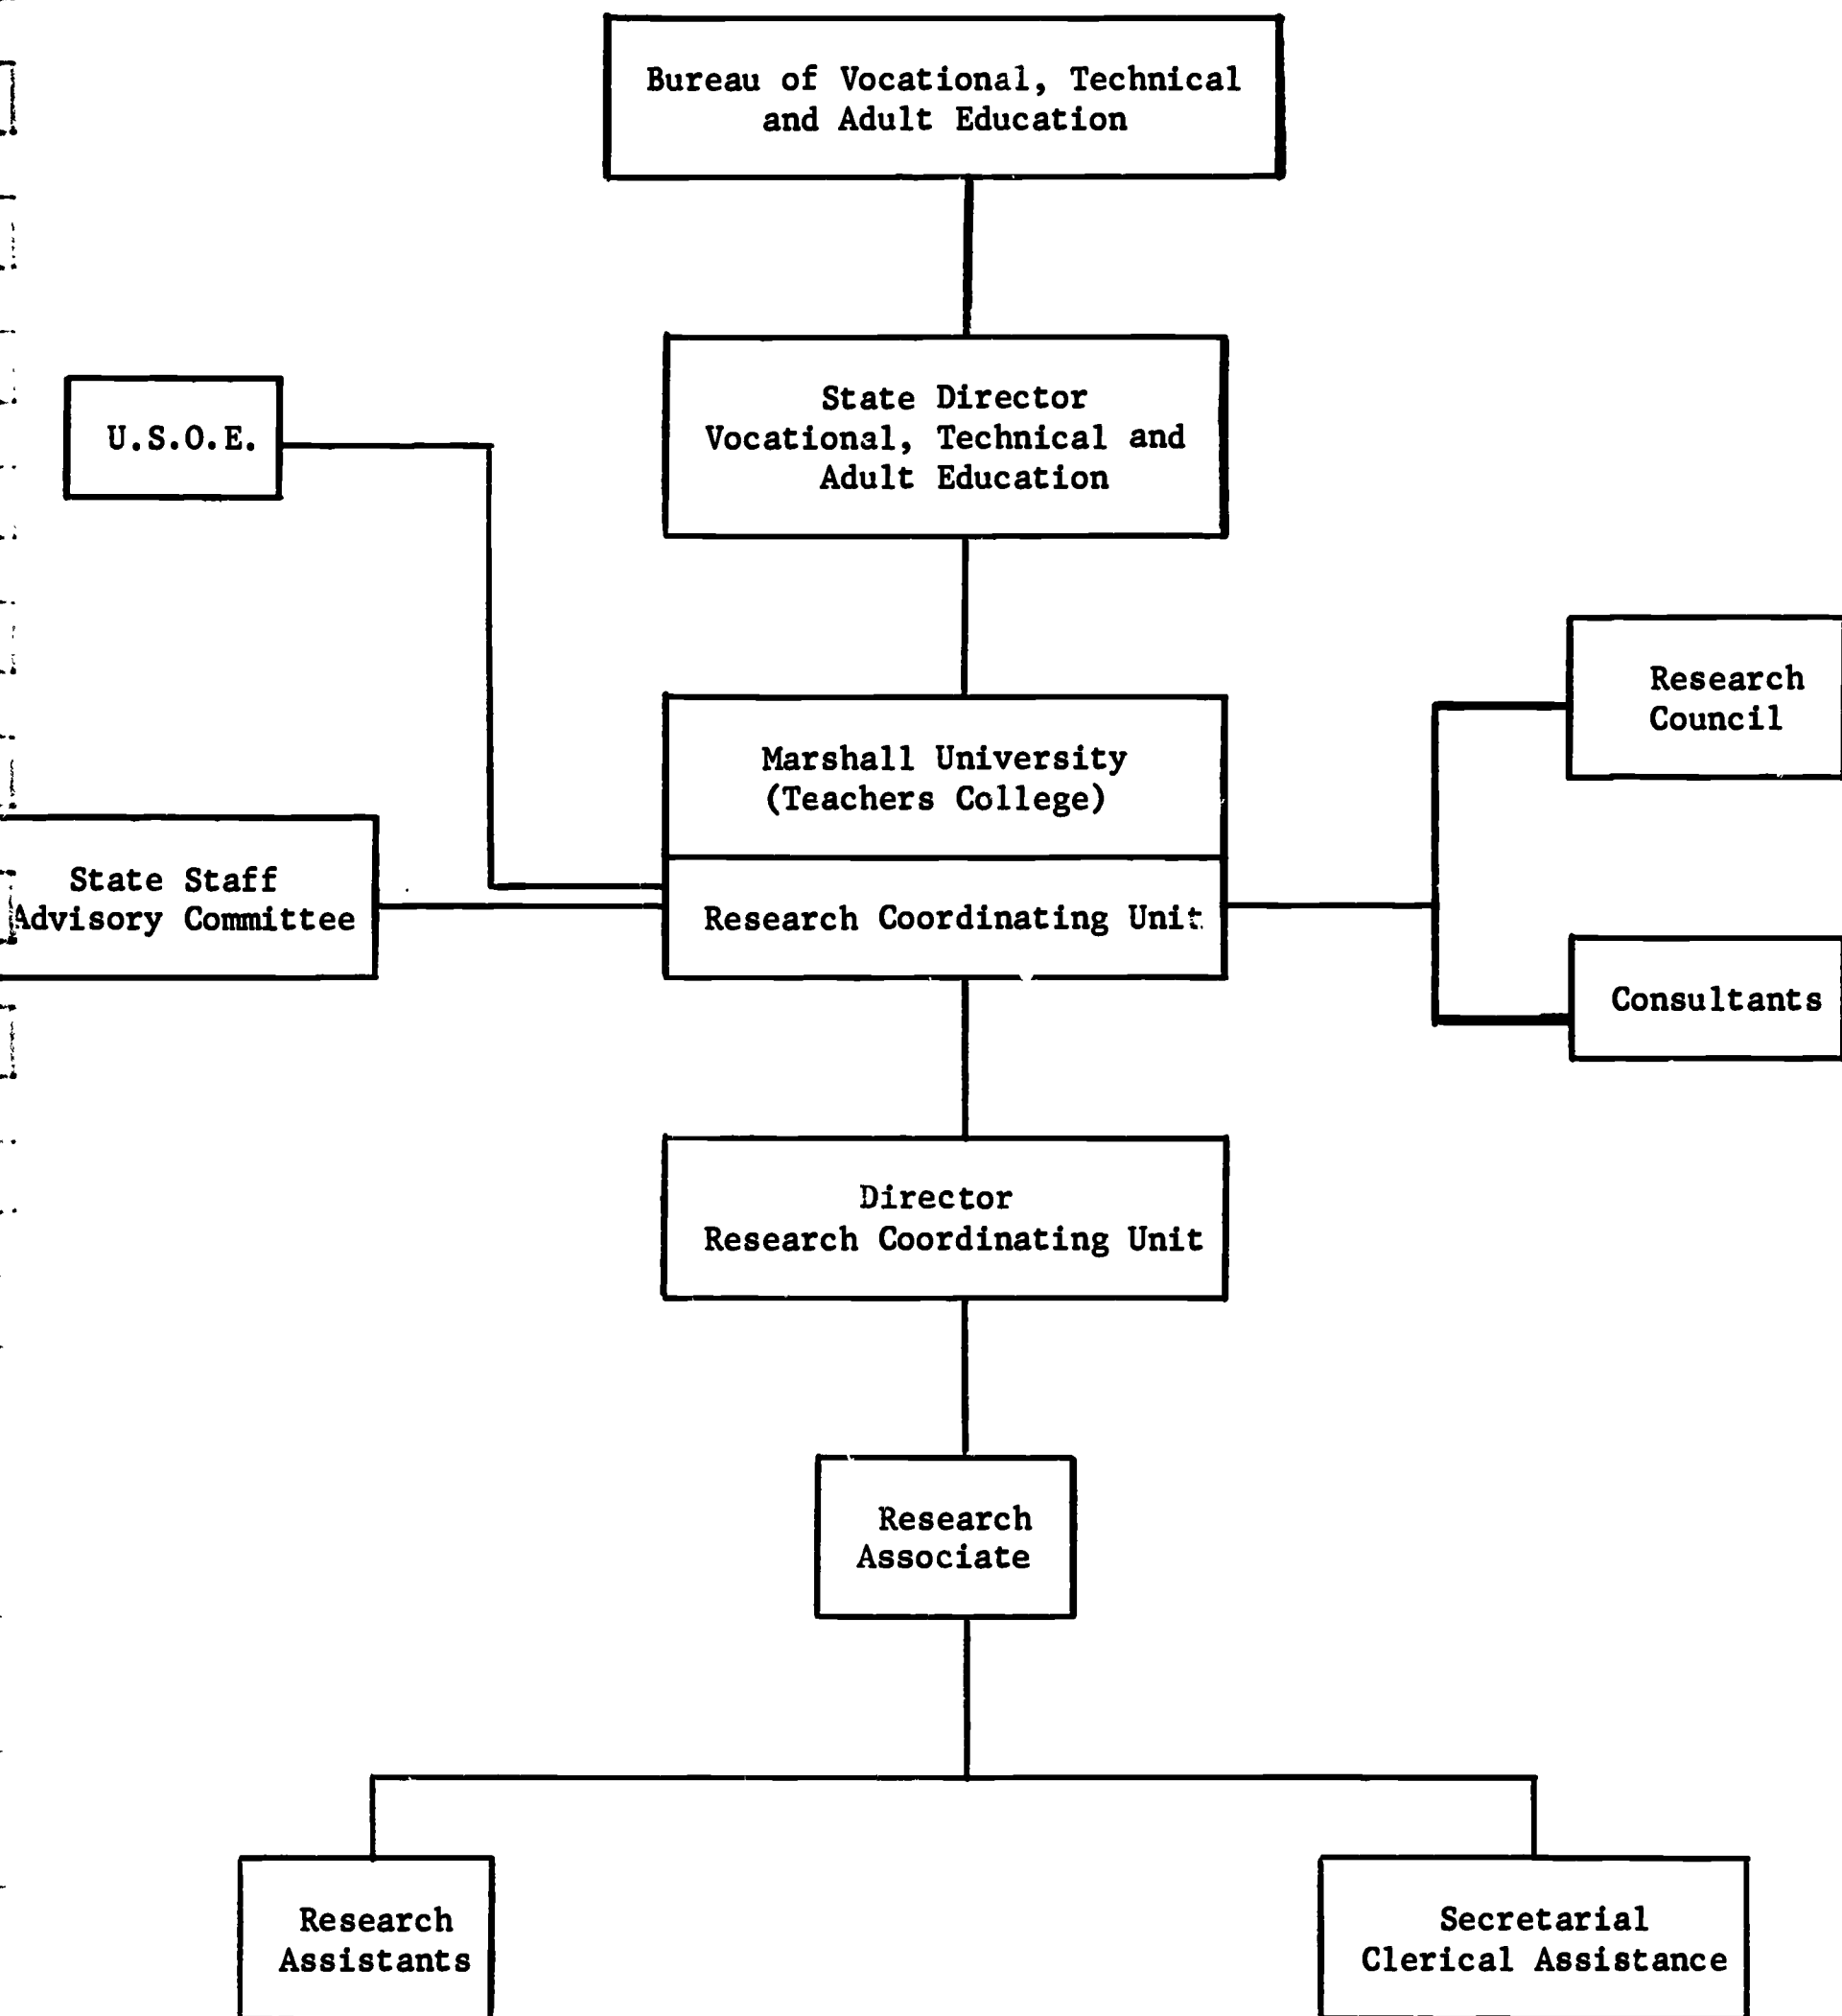 Bureau of Vocational, Technical
and Adult Education
State Director
Vocational, Technical and
Adult Education
U.S.O.E.
Research
Council
Marshall University
(Teachers College)
State Staff
Advisory Committee
Research Coordinating Unit
Consultants
Director
Research Coordinating Unit
Research
Associate
Research
Assistants
Secretarial
Clerical Assistance